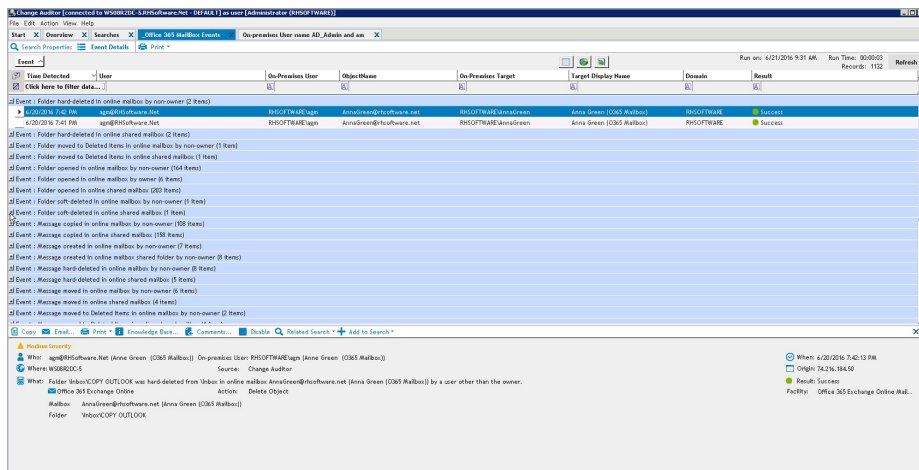 Change Auditor [connected to WS08R2DC-5.RHSoftware.Net - DEFAULT] as user [Administrator (RHSOFTWARE)]
File Edit Action View Help
Start X Overview X Searches X _Office 365 MailBox Events X On-premises User name AD_Admin and am X
Search Properties Event Details Print
Event
Run on: 6/21/2016 9:31 AM Run Time: 00:00:03
Records: 1132
Refresh
Time Detected User On-Premises User ObjectName On-Premises Target Target Display Name Domain Result
Click here to filter data...
Event : Folder hard-deleted in online mailbox by non-owner (2 Items)
6/20/2016 7:42 PM agm@RHSoftware.Net RHSOFTWARE\agm AnnaGreen@rhsoftware.net RHSOFTWARE\AnnaGreen Anna Green (O365 Mailbox) RHSOFTWARE Success
6/20/2016 7:41 PM agm@RHSoftware.Net RHSOFTWARE\agm AnnaGreen@rhsoftware.net RHSOFTWARE\AnnaGreen Anna Green (O365 Mailbox) RHSOFTWARE Success
Event : Folder hard-deleted in online shared mailbox (2 Items)
Event : Folder moved to Deleted Items in online mailbox by non-owner (1 Item)
Event : Folder moved to Deleted Items in online shared mailbox (1 Item)
Event : Folder opened in online mailbox by non-owner (164 Items)
Event : Folder opened in online mailbox by owner (6 Items)
Event : Folder opened in online shared mailbox (203 Items)
Event : Folder soft-deleted in online mailbox by non-owner (1 Item)
Event : Folder soft-deleted in online shared mailbox (1 Item)
Event : Message copied in online mailbox by non-owner (108 Items)
Event : Message copied in online shared mailbox (158 Items)
Event : Message created in online mailbox by non-owner (7 Items)
Event : Message created in online mailbox shared folder by non-owner (8 Items)
Event : Message hard-deleted in online mailbox by non-owner (8 Items)
Event : Message hard-deleted in online shared mailbox (5 Items)
Event : Message moved in online mailbox by non-owner (6 Items)
Event : Message moved in online shared mailbox (4 Items)
Event : Message moved to Deleted Items in online mailbox by non-owner (2 Items)
Copy Email... Print Knowledge Base... Comments... Disable Related Search Add to Search X
Medium Severity
Who: agm@RHSoftware.Net (Anne Green (O365 Mailbox)) On-premises User: RHSOFTWARE\agm (Anne Green (O365 Mailbox))
When: 6/20/2016 7:42:13 PM
Where: WS08R2DC-5 Source: Change Auditor
Origin: 74.216.184.50
What: Folder \Inbox\COPY OUTLOOK was hard-deleted from \Inbox in online mailbox AnnaGreen@rhsoftware.net (Anna Green (O365 Mailbox)) by a user other than the owner.
Result: Success
Office 365 Exchange Online Action: Delete Object
Facility: Office 365 Exchange Online Mail...
Mailbox AnnaGreen@rhsoftware.net (Anna Green (O365 Mailbox))
Folder \Inbox\COPY OUTLOOK